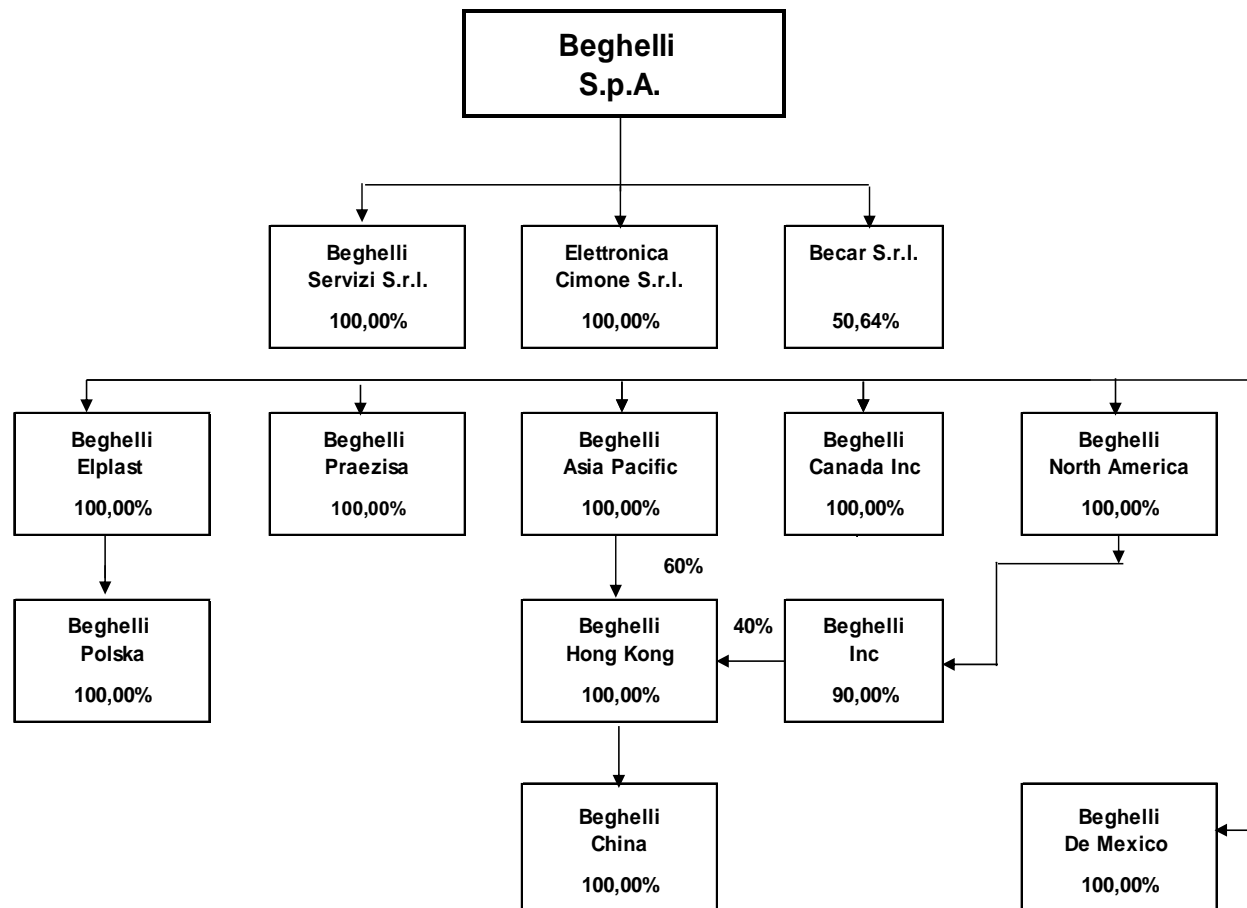 Beghelli
S.p.A.
Beghelli
Servizi S.r.l.
100,00%
Elettronica
Cimone S.r.l.
100,00%
Becar S.r.l.
50,64%
Beghelli
Elplast
100,00%
Beghelli
Praezisa
100,00%
Beghelli
Asia Pacific
100,00%
Beghelli
Canada Inc
100,00%
Beghelli
North America
100,00%
60%
Beghelli
Polska
100,00%
Beghelli
Hong Kong
100,00%
40%
Beghelli
Inc
90,00%
Beghelli
China
100,00%
Beghelli
De Mexico
100,00%